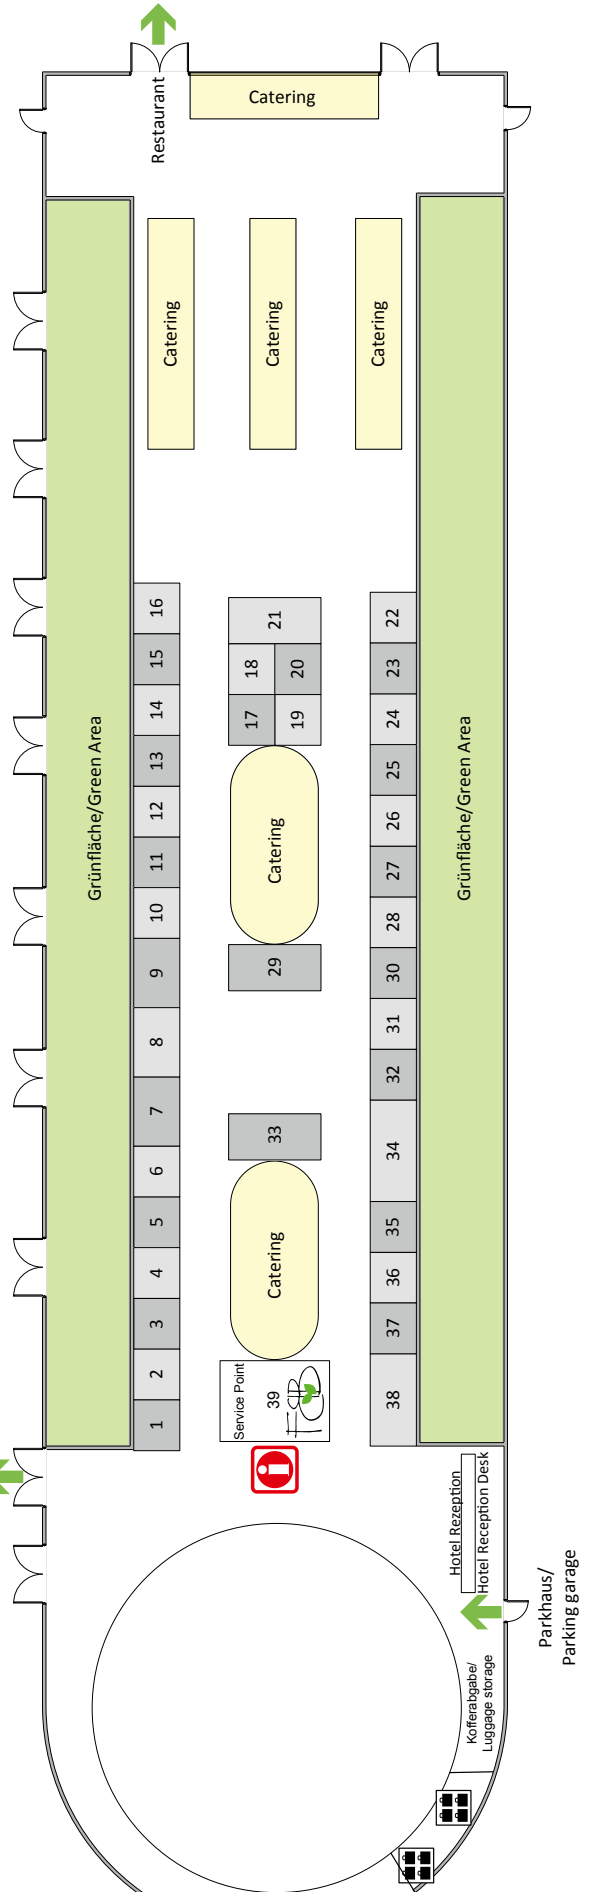 Restaurant
Catering
Catering
Catering
Catering
Grünfläche/Green Area
Grünfläche/Green Area
16
15
14
13
12
11
10
9
8
7
6
5
4
3
2
1
21
18
20
17
19
Catering
29
33
Catering
Service Point
39
22
23
24
25
26
27
28
30
31
32
34
35
36
37
38
Hotel Rezeption
Hotel Reception Desk
Parkhaus/
Parking garage
Kofferabgabe/
Luggage storage